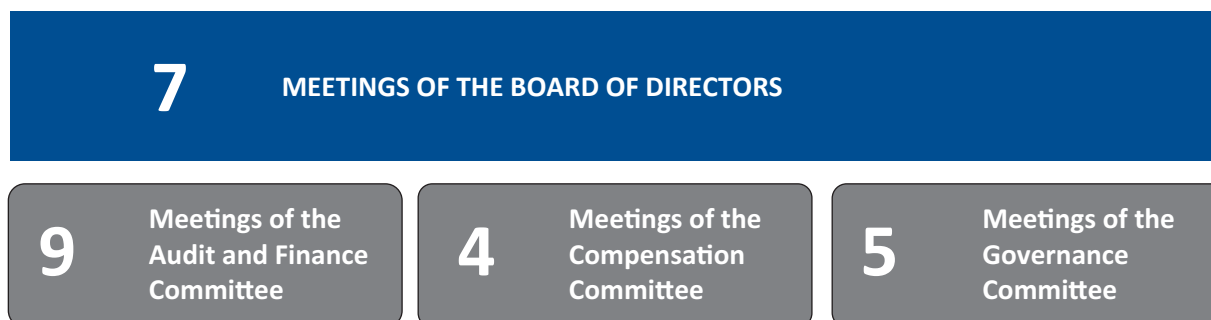 7 MEETINGS OF THE BOARD OF DIRECTORS
9
Meetings of the
Audit and Finance
Committee
4
Meetings of the
Compensation
Committee
5
Meetings of the
Governance
Committee